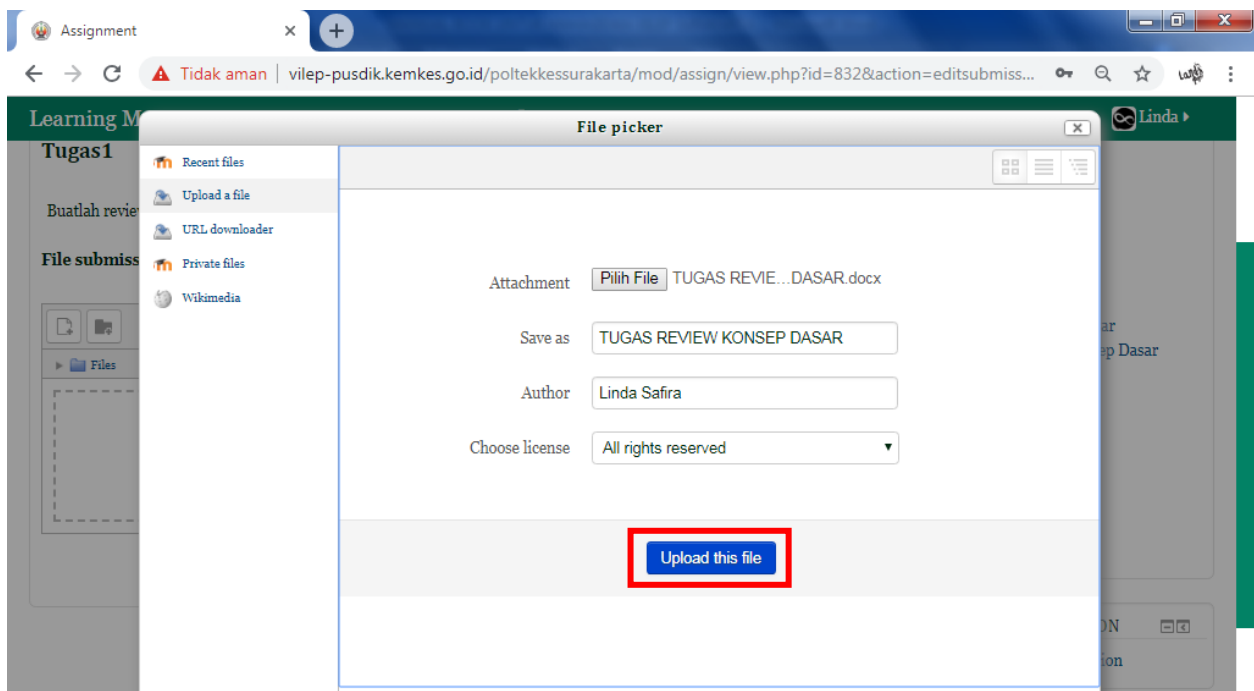 Assignment
Tidak aman | vilep-pusdik.kemkes.go.id/poltekkessurakarta/mod/assign/view.php?id=832&action=editsubmiss...
Learning M
Linda
File picker
Tugas1
Recent files
Upload a file
Buatlah revie
URL downloader
File submiss
Private files
Wikimedia
Attachment Pilih File TUGAS REVIE...DASAR.docx
Save as TUGAS REVIEW KONSEP DASAR
ar
ep Dasar
Files
Author Linda Safira
Choose license All rights reserved
Upload this file
ON
ion